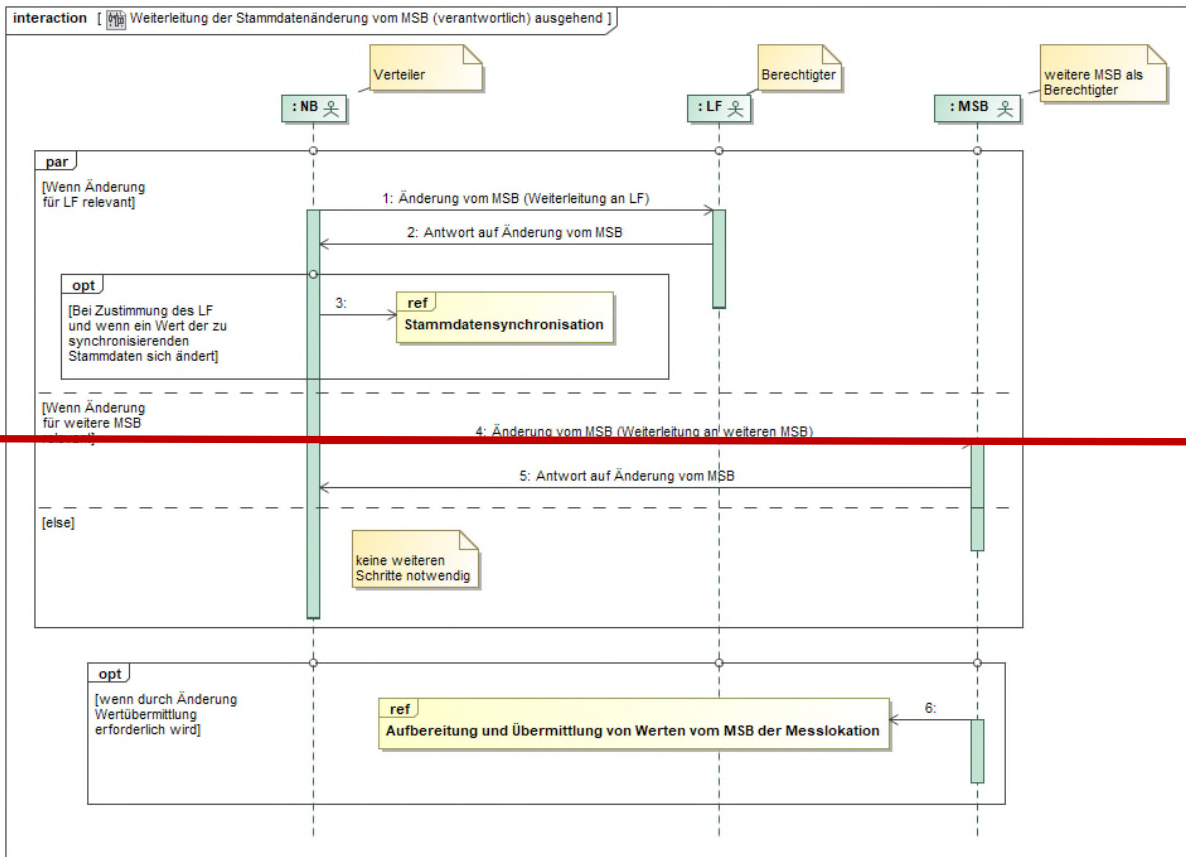 interaction [ Weiterleitung der Stammdatenänderung vom MSB (verantwortlich) ausgehend ]
Verteiler
Berechtigter
weitere MSB als
Berechtigter
: NB
: LF
: MSB
par
[Wenn Änderung
für LF relevant]
1: Änderung vom MSB (Weiterleitung an LF)
2: Antwort auf Änderung vom MSB
opt
[Bei Zustimmung des LF
und wenn ein Wert der zu
synchronisierenden
Stammdaten sich ändert]
3:
ref
Stammdatensynchronisation
[Wenn Änderung
für weitere MSB
relevant]
4: Änderung vom MSB (Weiterleitung an weiteren MSB)
5: Antwort auf Änderung vom MSB
[else]
keine weiteren
Schritte notwendig
opt
[wenn durch Änderung
Wertübermittlung
erforderlich wird]
ref
Aufbereitung und Übermittlung von Werten vom MSB der Messlokation
6: